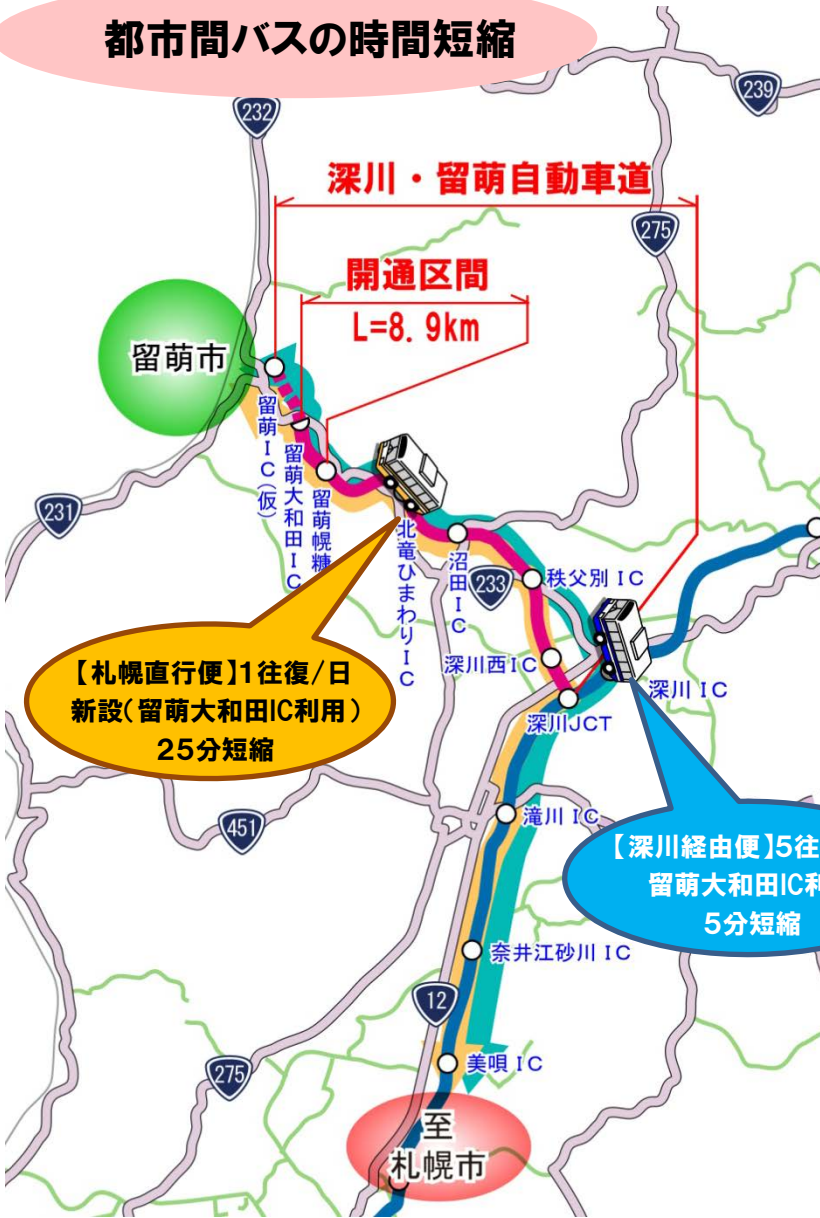 都市間バスの時間短縮
239
232
深川・留萌自動車道
275
開通区間
L=8.9km
留萌市
留萌IC(仮)
留萌大和田IC
留萌幌糠
北竜ひまわりIC
沼田IC
231
233
秩父別IC
深川西IC
深川IC
深川JCT
【札幌直行便】1往復/日
新設(留萌大和田IC利用)
25分短縮
滝川IC
451
【深川経由便】5往
留萌大和田IC利
5分短縮
奈井江砂川IC
12
美唄IC
275
至
札幌市